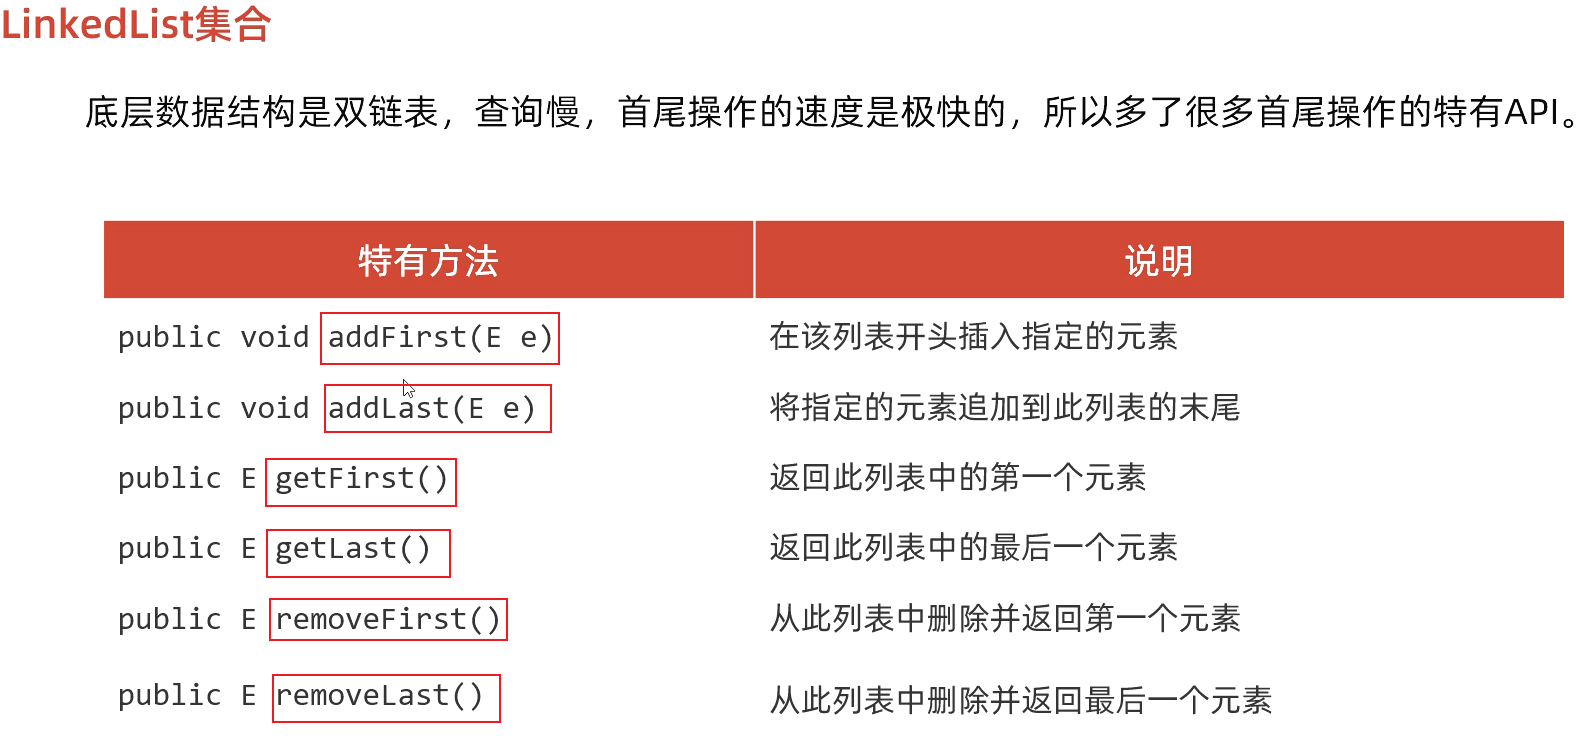 LinkedList集合
底层数据结构是双链表，查询慢，首尾操作的速度是极快的，所以多了很多首尾操作的特有API。
特有方法 说明
public void addFirst(E e) 在该列表开头插入指定的元素
public void addLast(E e) 将指定的元素追加到此列表的末尾
public E getFirst() 返回此列表中的第一个元素
public E getLast() 返回此列表中的最后一个元素
public E removeFirst() 从此列表中删除并返回第一个元素
public E removeLast() 从此列表中删除并返回最后一个元素